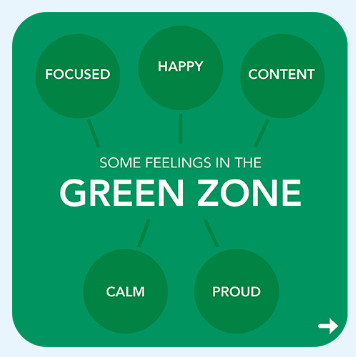 FOCUSED
HAPPY
CONTENT
SOME FEELINGS IN THE
GREEN ZONE
CALM
PROUD